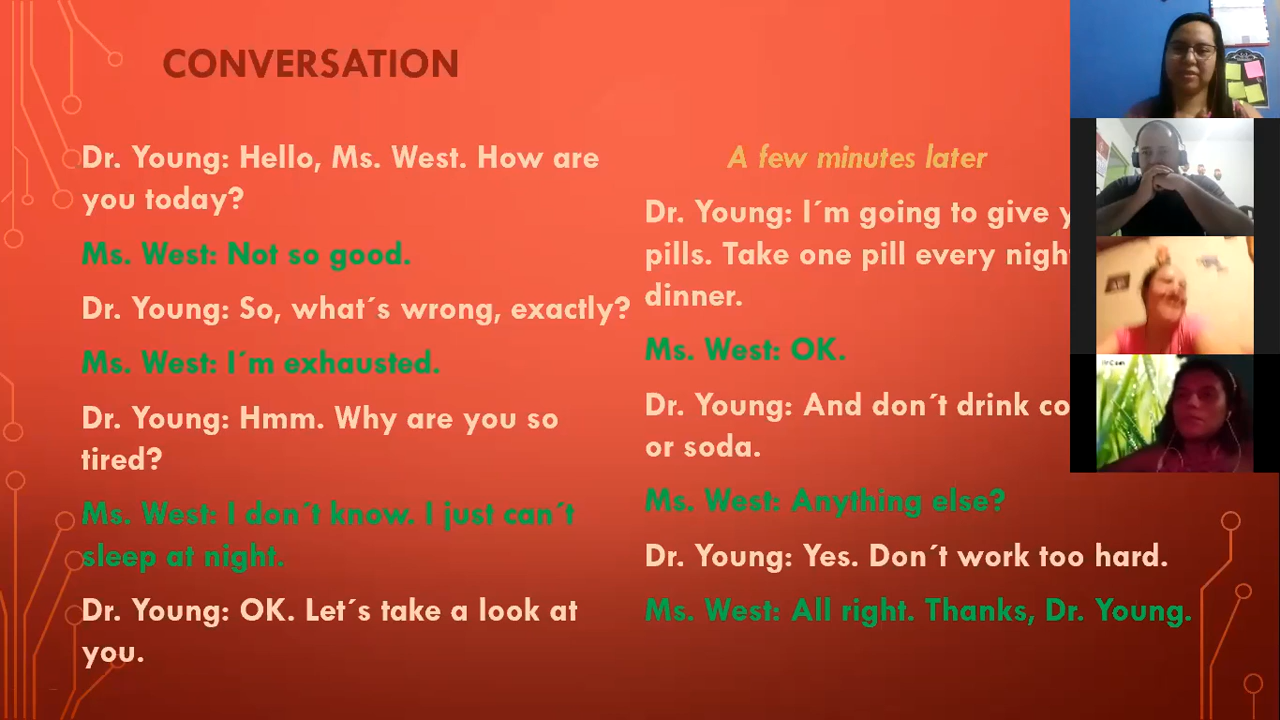 CONVERSATION
Dr. Young: Hello, Ms. West. How are
you today?
Ms. West: Not so good.
Dr. Young: So, what´s wrong, exactly?
Ms. West: I´m exhausted.
Dr. Young: Hmm. Why are you so
tired?
Ms. West: I don´t know. I just can´t
sleep at night.
Dr. Young: OK. Let´s take a look at
you.
A few minutes later
Dr. Young: I´m going to give
pills. Take one pill every
dinner.
Ms. West: OK.
Dr. Young: And don´t drink
or soda.
Ms. West: Anything else?
Dr. Young: Yes. Don´t work too hard.
Ms. West: All right. Thanks, Dr. Young.